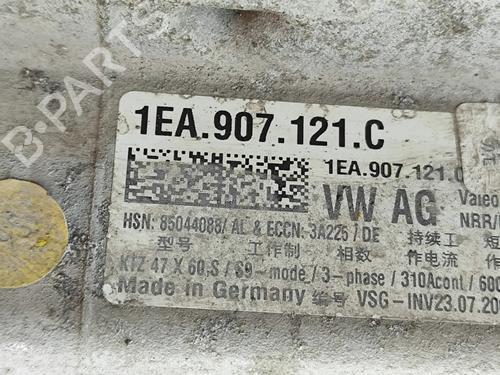 B-PARTS
1EA.907.121.C
1EA.907.121.C
VW AG
Valeo
HSN: 85044088/ AL & ECCN: 3A225 / DE
型号 工作制 相数 持续工 短
作电流 作
KfZ 47 X 60,S / S9-mode / 3-phase / 310Acont / 600
Made in Germany 编号 VSG-INV23.07.20